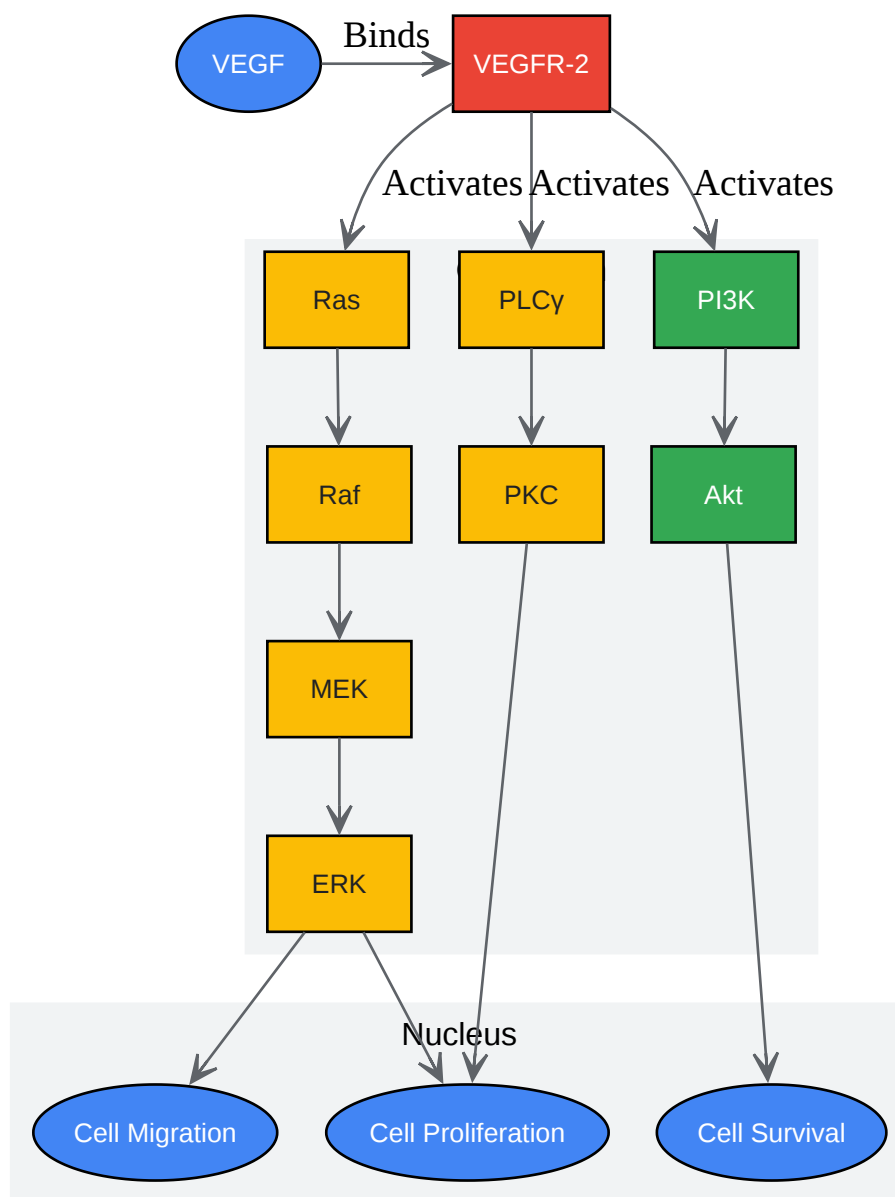 Binds
VEGF
VEGFR-2
Activates
Activates
Activates
Ras
PLCγ
PI3K
Raf
PKC
Akt
MEK
ERK
Nucleus
Cell Migration
Cell Proliferation
Cell Survival